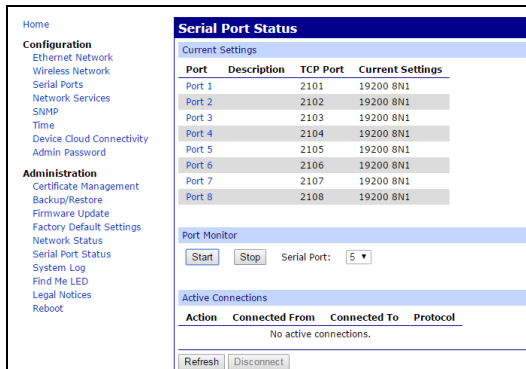 Home
Configuration
Ethernet Network
Wireless Network
Serial Ports
Network Services
SNMP
Time
Device Cloud Connectivity
Admin Password
Administration
Certificate Management
Backup/Restore
Firmware Update
Factory Default Settings
Network Status
Serial Port Status
System Log
Find Me LED
Legal Notices
Reboot
Serial Port Status
Current Settings
Port Description TCP Port Current Settings
Port 1 2101 19200 8N1
Port 2 2102 19200 8N1
Port 3 2103 19200 8N1
Port 4 2104 19200 8N1
Port 5 2105 19200 8N1
Port 6 2106 19200 8N1
Port 7 2107 19200 8N1
Port 8 2108 19200 8N1
Port Monitor
Start Stop Serial Port: 5
Active Connections
Action Connected From Connected To Protocol
No active connections.
Refresh Disconnect